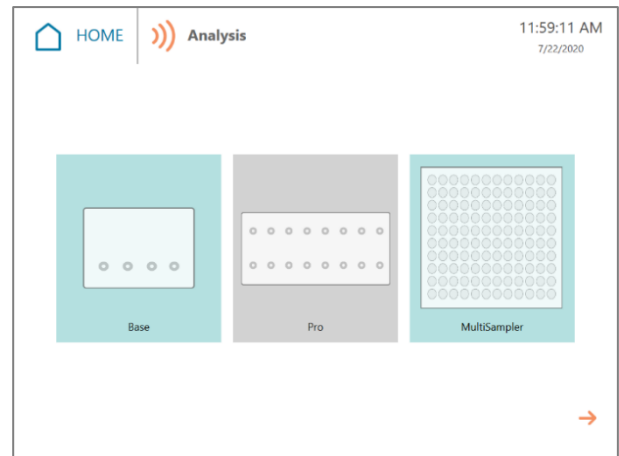 HOME
Analysis
11:59:11 AM
7/22/2020
Base
Pro
MultiSampler